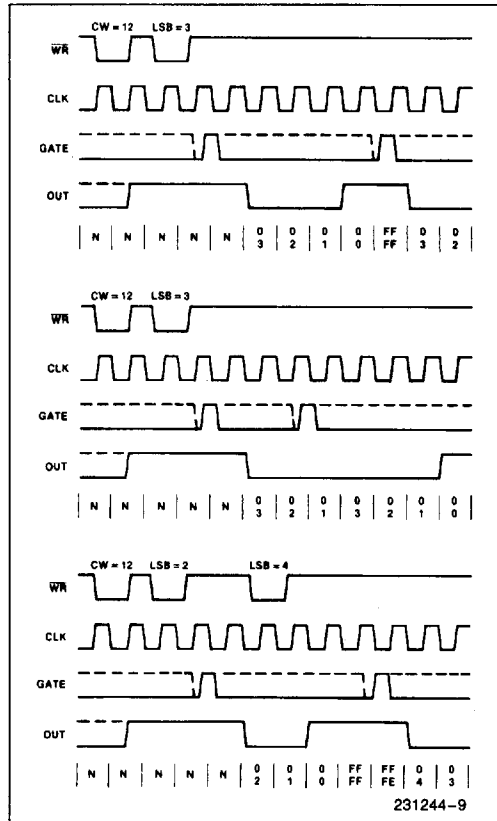 CW = 12 LSB = 3
WR
CLK
GATE
OUT
N N N N N 0 0 0 0 FF 0 0
3 2 1 0 FF 3 2
CW = 12 LSB = 3
WR
CLK
GATE
OUT
N N N N N 0 0 0 0 0 0 0
3 2 1 3 2 1 0
CW = 12 LSB = 2 LSB = 4
WR
CLK
GATE
OUT
N N N N N 0 0 0 FF FF 0 0
2 1 0 FF FE 4 3
231244-9